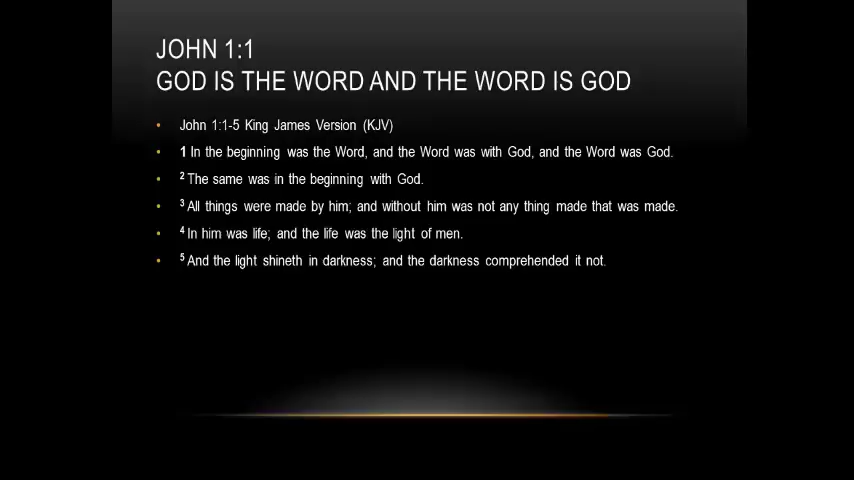 JOHN 1:1
GOD IS THE WORD AND THE WORD IS GOD
• John 1:1-5 King James Version (KJV)
• 1 In the beginning was the Word, and the Word was with God, and the Word was God.
• 2 The same was in the beginning with God.
• 3 All things were made by him; and without him was not any thing made that was made.
• 4 In him was life; and the life was the light of men.
• 5 And the light shineth in darkness; and the darkness comprehended it not.